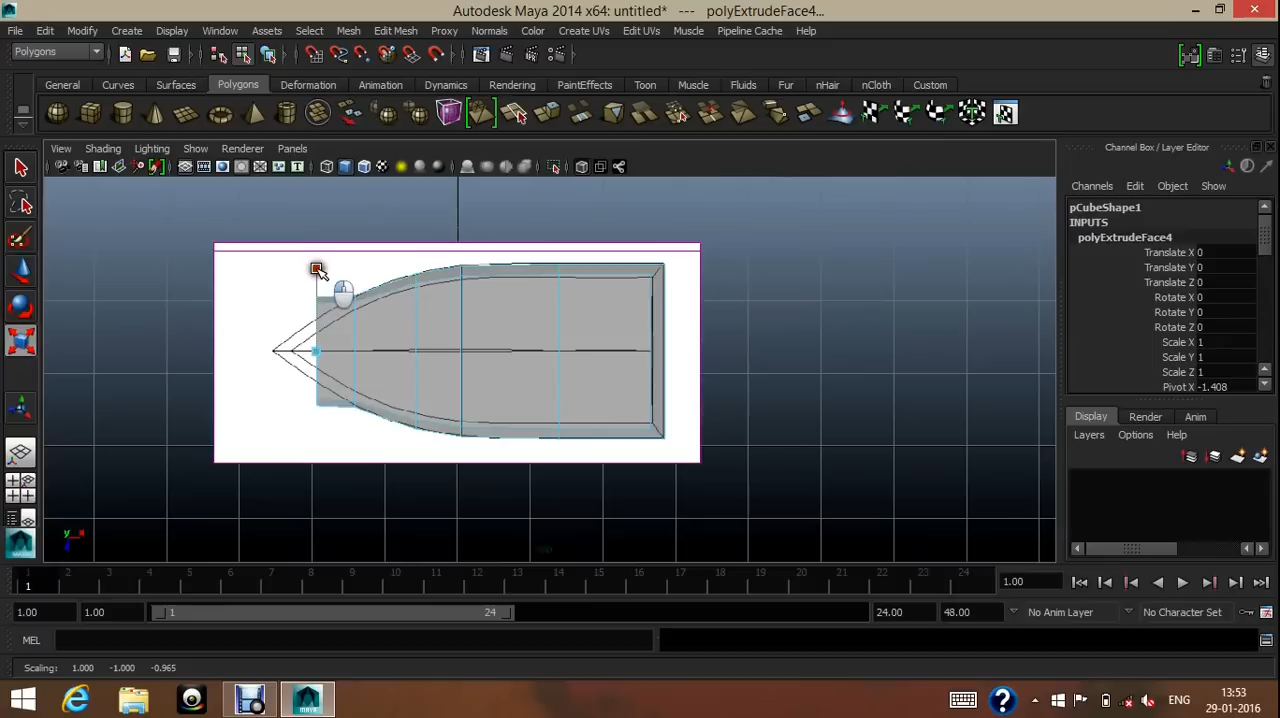 Autodesk Maya 2014 x64: untitled* --- polyExtrudeFace4...
File Edit Modify Create Display Window Assets Select Mesh Edit Mesh Proxy Normals Color Create UVs Edit UVs Muscle Pipeline Cache Help
Polygons
General Curves Surfaces Polygons Deformation Animation Dynamics Rendering PaintEffects Toon Muscle Fluids Fur nHair nCloth Custom
View Shading Lighting Show Renderer Panels
Channel Box / Layer Editor
Channels Edit Object Show
pCubeShape1
INPUTS
polyExtrudeFace4
Translate X 0
Translate Y 0
Translate Z 0
Rotate X 0
Rotate Y 0
Rotate Z 0
Scale X 1
Scale Y 1
Scale Z 1
Pivot X -1.408
Display Render Anim
Layers Options Help
y x
1 2 3 4 5 6 7 8 9 10 11 12 13 14 15 16 17 18 19 20 21 22 23 24
1 1.00
1.00 1.00 1 24 24.00 48.00 No Anim Layer No Character Set
MEL
Scaling: 1.000 -1.000 -0.965
ENG
13:53
29-01-2016